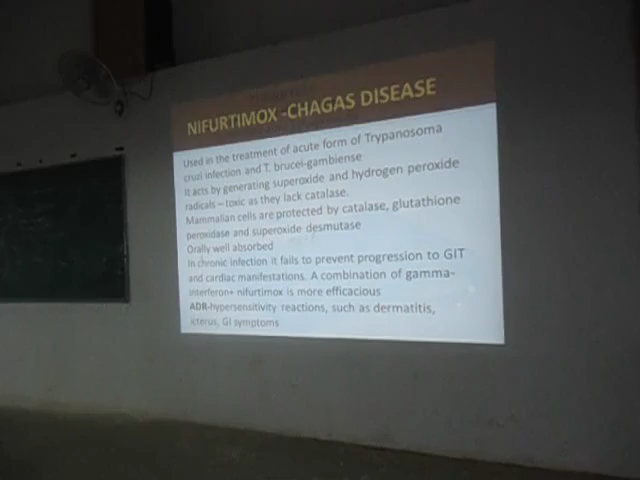 NIFURTIMOX -CHAGAS DISEASE
Used in the treatment of acute form of Trypanosoma
cruzi infection and T. brucei-gambiense
It acts by generating superoxide and hydrogen peroxide
radicals – toxic as they lack catalase.
Mammalian cells are protected by catalase, glutathione
peroxidase and superoxide desmutase
Orally well absorbed
In chronic infection it fails to prevent progression to GIT
and cardiac manifestations. A combination of gamma-
interferon+ nifurtimox is more efficacious
ADR-hypersensitivity reactions, such as dermatitis,
icterus, GI symptoms